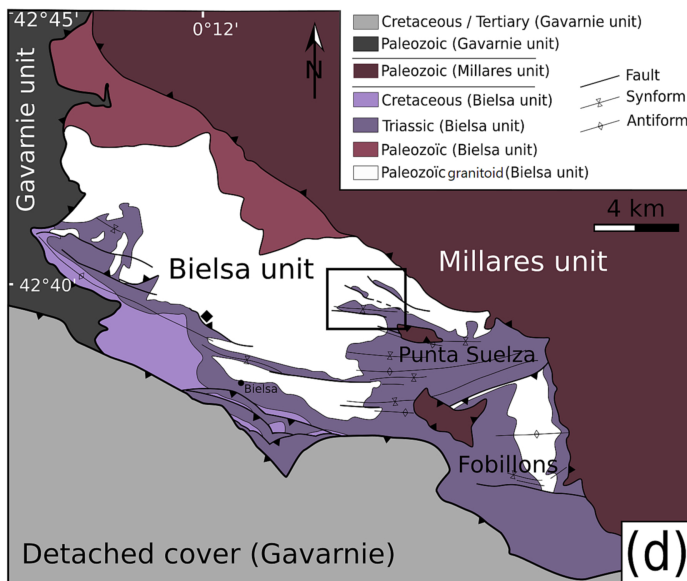 42°45'
0°12'
N
Gavarnie unit
Cretaceous / Tertiary (Gavarnie unit)
Paleozoic (Gavarnie unit)
Paleozoic (Millares unit)
Cretaceous (Bielsa unit)
Triassic (Bielsa unit)
Paleozoïc (Bielsa unit)
Paleozoïc granitoid (Bielsa unit)
Fault
Synform
Antiform
4 km
Bielsa unit
Millares unit
42°40'
Punta Suelza
Bielsa
Fobillons
Detached cover (Gavarnie)
(d)